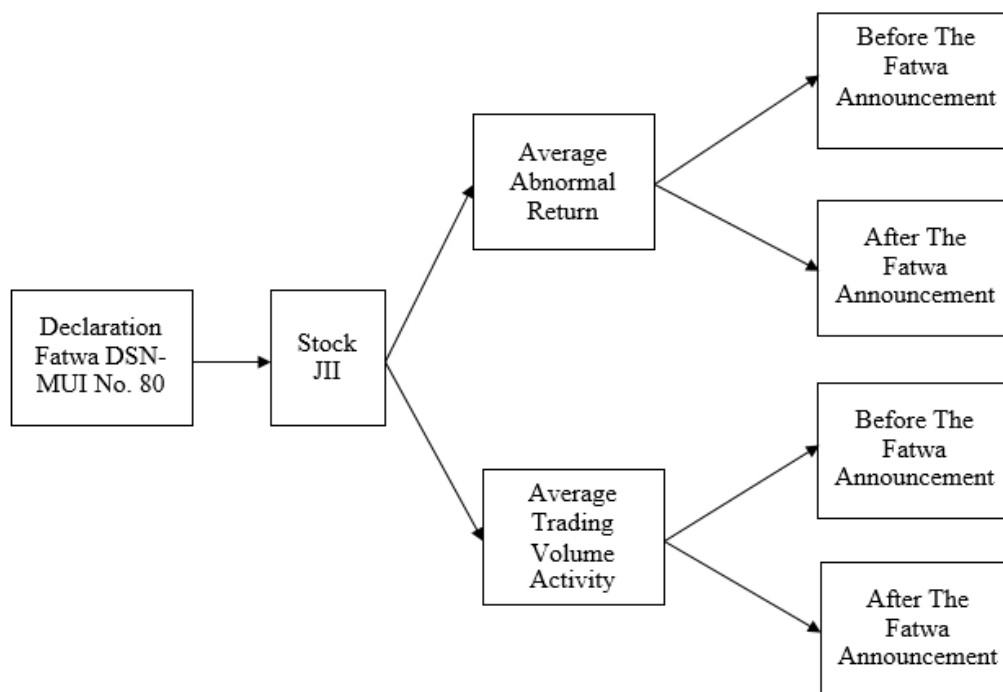 Declaration
Fatwa DSN-
MUI No. 80
Stock
JII
Average
Abnormal
Return
Average
Trading
Volume
Activity
Before The
Fatwa
Announcement
After The
Fatwa
Announcement
Before The
Fatwa
Announcement
After The
Fatwa
Announcement